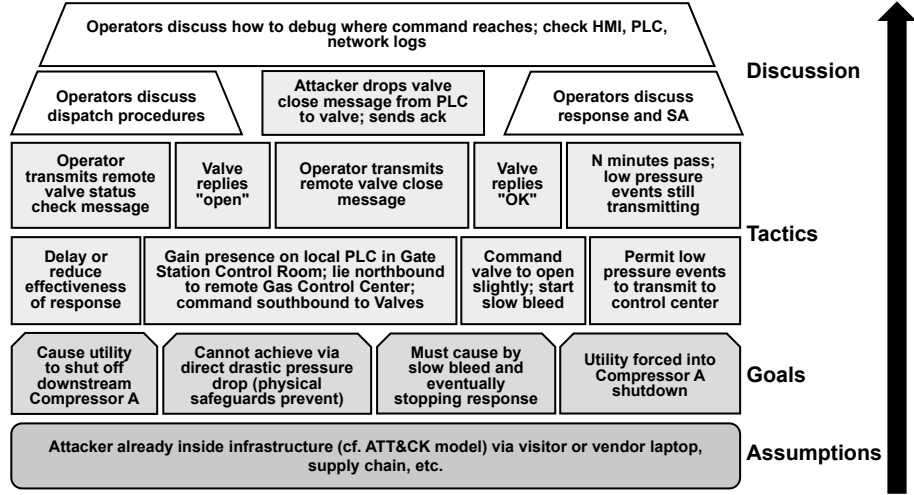 Operators discuss how to debug where command reaches; check HMI, PLC,
network logs
Discussion
Operators discuss
dispatch procedures
Attacker drops valve
close message from PLC
to valve; sends ack
Operators discuss
response and SA
Operator
transmits remote
valve status
check message
Valve
replies
"open"
Operator transmits
remote valve close
message
Valve
replies
"OK"
N minutes pass;
low pressure
events still
transmitting
Tactics
Delay or
reduce
effectiveness
of response
Gain presence on local PLC in Gate
Station Control Room; lie northbound
to remote Gas Control Center;
command southbound to Valves
Command
valve to open
slightly; start
slow bleed
Permit low
pressure events
to transmit to
control center
Cause utility
to shut off
downstream
Compressor A
Cannot achieve via
direct drastic pressure
drop (physical
safeguards prevent)
Must cause by
slow bleed and
eventually
stopping response
Utility forced into
Compressor A
shutdown
Goals
Attacker already inside infrastructure (cf. ATT&CK model) via visitor or vendor laptop,
supply chain, etc.
Assumptions